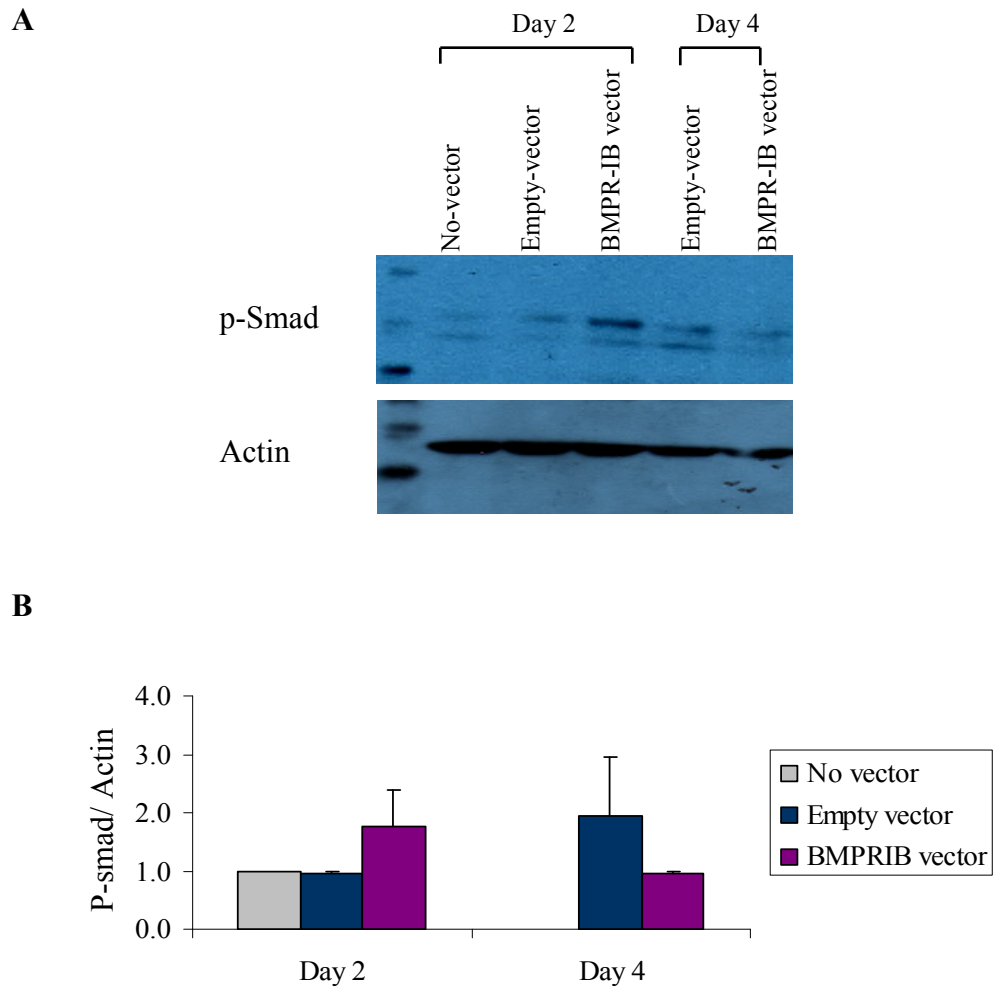 A
Day 2
Day 4
No-vector
Empty-vector
BMPR-IB vector
Empty-vector
BMPR-IB vector
p-Smad
Actin
B
P-smad/ Actin
4.0
3.0
2.0
1.0
0.0
Day 2
Day 4
No vector
Empty vector
BMPRIB vector